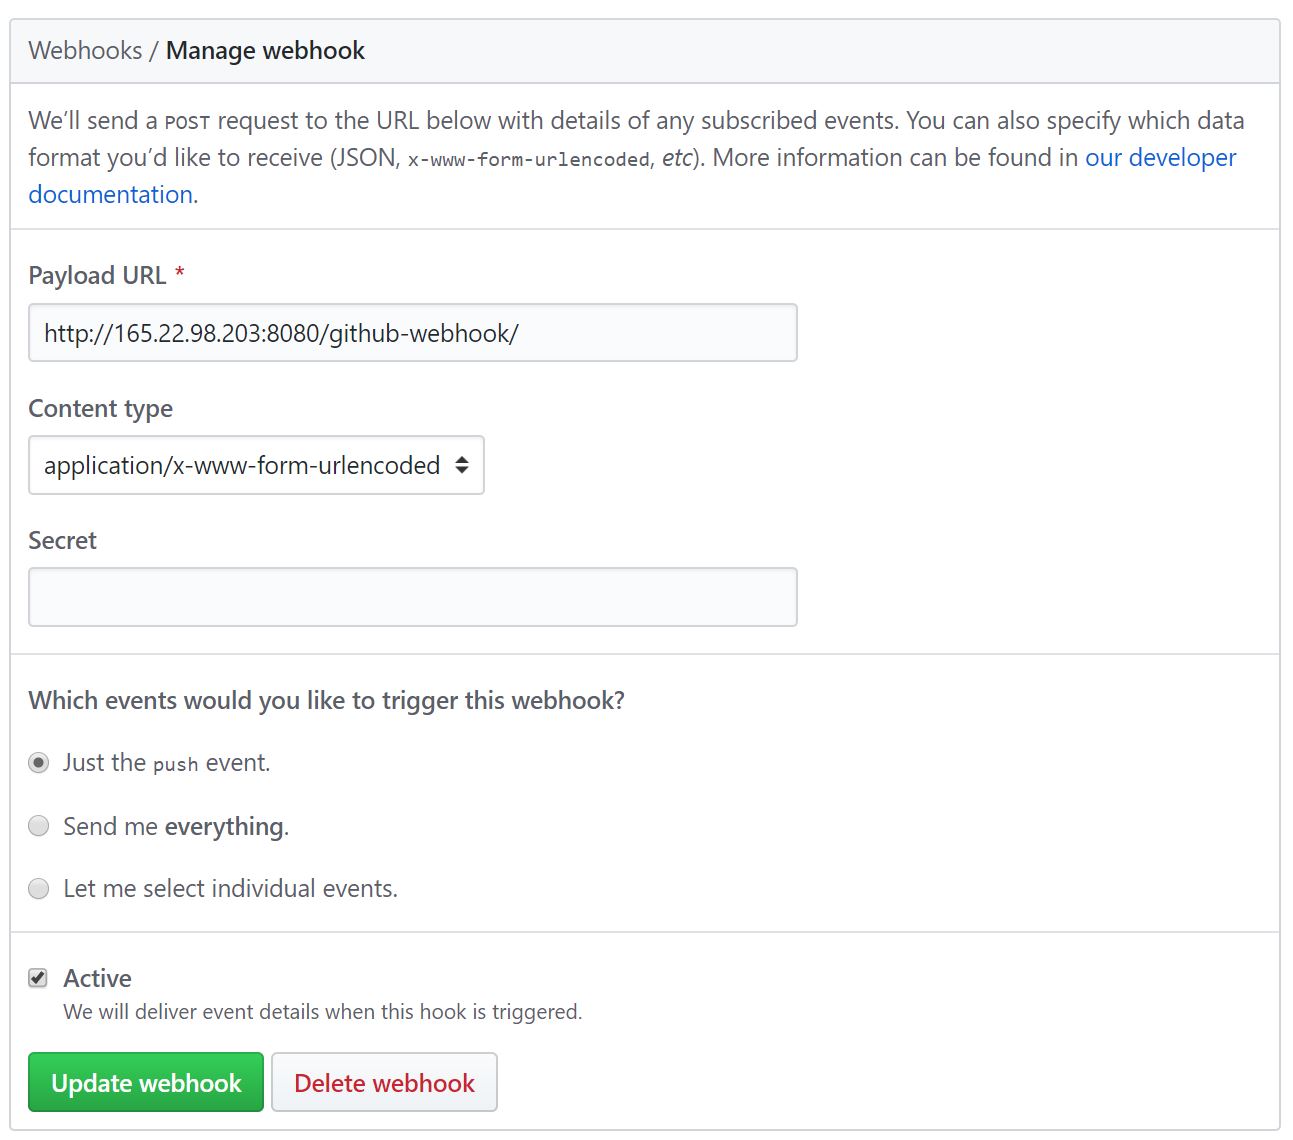 Webhooks / Manage webhook
We’ll send a POST request to the URL below with details of any subscribed events. You can also specify which data
format you’d like to receive (JSON, x-www-form-urlencoded, etc). More information can be found in our developer
documentation.
Payload URL *
http://165.22.98.203:8080/github-webhook/
Content type
application/x-www-form-urlencoded
Secret
Which events would you like to trigger this webhook?
Just the push event.
Send me everything.
Let me select individual events.
Active
We will deliver event details when this hook is triggered.
Update webhook Delete webhook